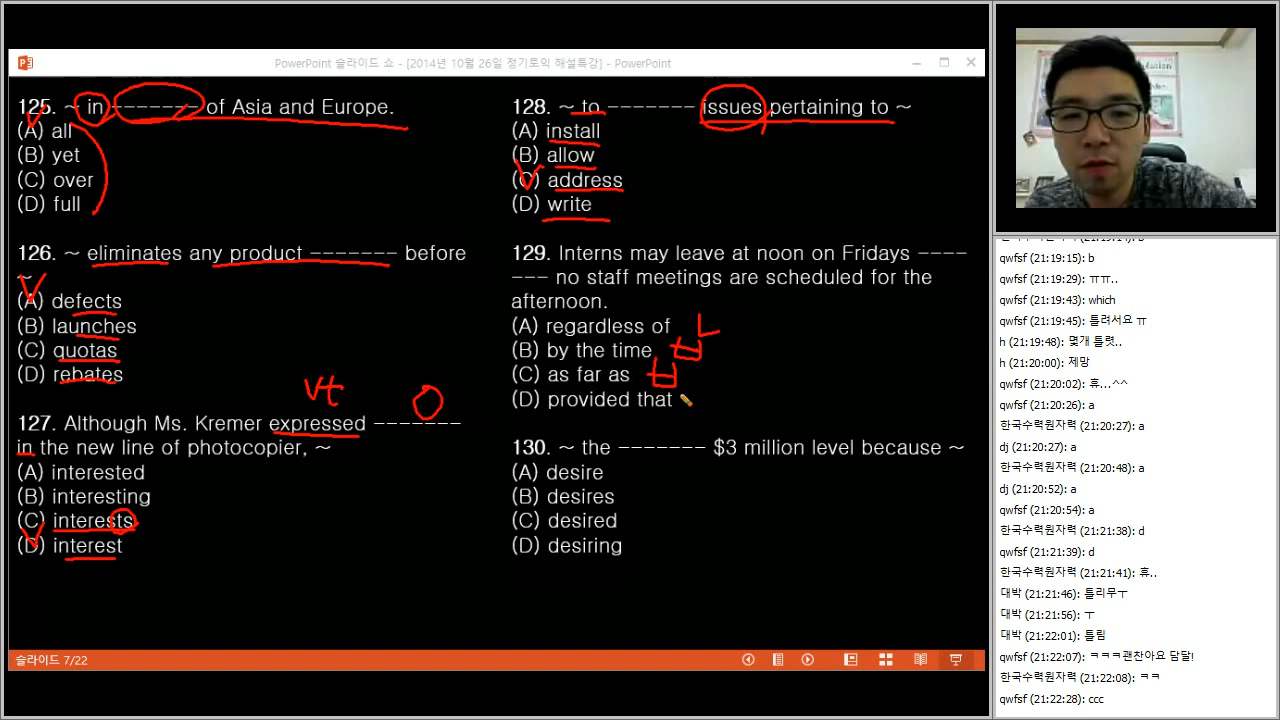 PowerPoint 슬라이드 쇼 - [2014년 10월 26일 정기토익 해설특강] - PowerPoint
125. ~ in ------- of Asia and Europe.
(A) all
(B) yet
(C) over
(D) full
126. ~ eliminates any product ------- before
~
(A) defects
(B) launches
(C) quotas
(D) rebates
vt
127. Although Ms. Kremer expressed -------
in the new line of photocopier, ~
(A) interested
(B) interesting
(C) interests
(D) interest
128. ~ to ------- issues pertaining to ~
(A) install
(B) allow
(C) address
(D) write
129. Interns may leave at noon on Fridays ----
--- no staff meetings are scheduled for the
afternoon.
(A) regardless of
(B) by the time
(C) as far as
(D) provided that
130. ~ the ------- $3 million level because ~
(A) desire
(B) desires
(C) desired
(D) desiring
슬라이드 7/22
qwfsf (21:19:15): b
qwfsf (21:19:29): ㅠㅠ..
qwfsf (21:19:43): which
qwfsf (21:19:45): 틀려서요 ㅠ
h (21:19:48): 몇개 틀렷..
h (21:20:00): 제망
qwfsf (21:20:02): 휴...^^
qwfsf (21:20:26): a
한국수력원자력 (21:20:27): a
dj (21:20:27): a
한국수력원자력 (21:20:48): a
dj (21:20:52): a
qwfsf (21:20:54): a
한국수력원자력 (21:21:38): d
qwfsf (21:21:39): d
한국수력원자력 (21:21:41): 휴..
대박 (21:21:46): 틀리무ㅜ
대박 (21:21:56): ㅜ
대박 (21:22:01): 틀림
qwfsf (21:22:07): ㅋㅋㅋ괜찬아요 담달!
한국수력원자력 (21:22:08): ㅋㅋ
qwfsf (21:22:28): ccc